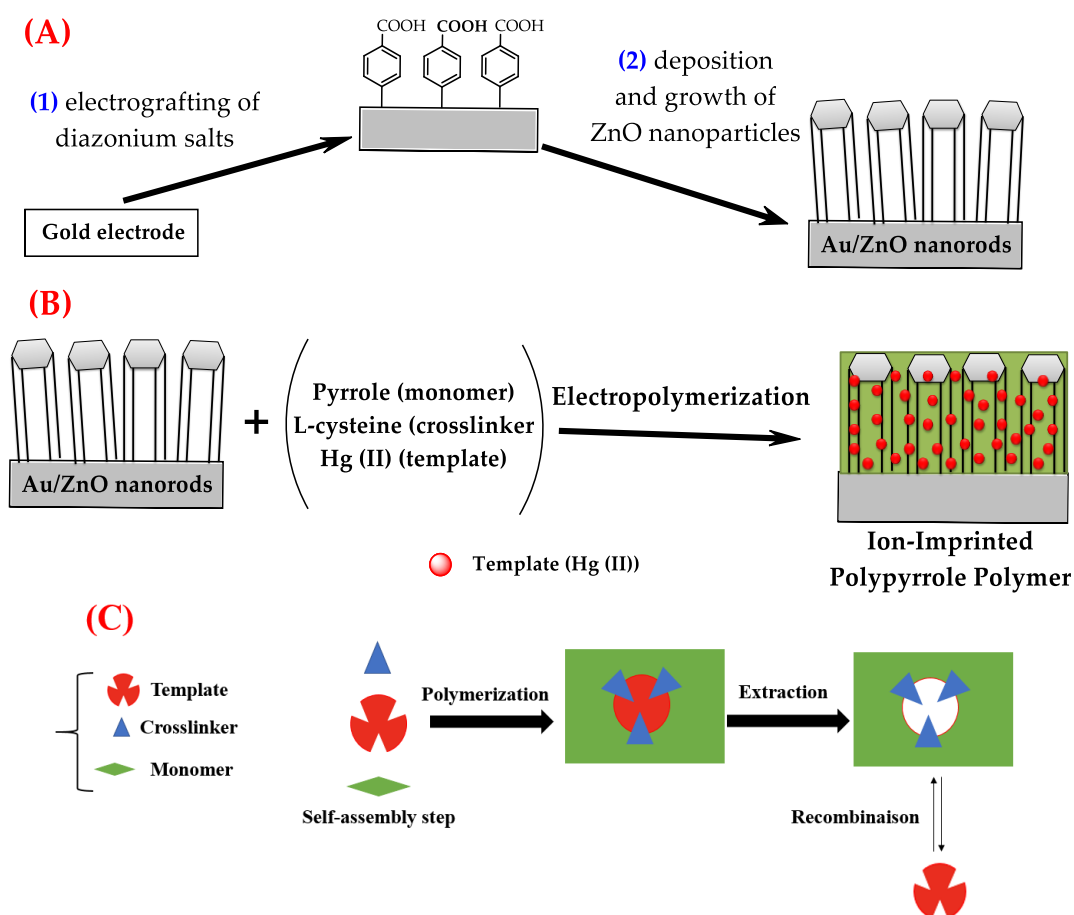 (A)
COOH COOH COOH
(1) electrografting of
diazonium salts
(2) deposition
and growth of
ZnO nanoparticles
Gold electrode
Au/ZnO nanorods
(B)
Pyrrole (monomer)
L-cysteine (crosslinker
Hg (II) (template)
+
Electropolymerization
Au/ZnO nanorods
Ion-Imprinted
Polypyrrole Polymer
Template (Hg (II))
(C)
Template
Crosslinker
Monomer
Self-assembly step
Polymerization
Extraction
Recombinaison